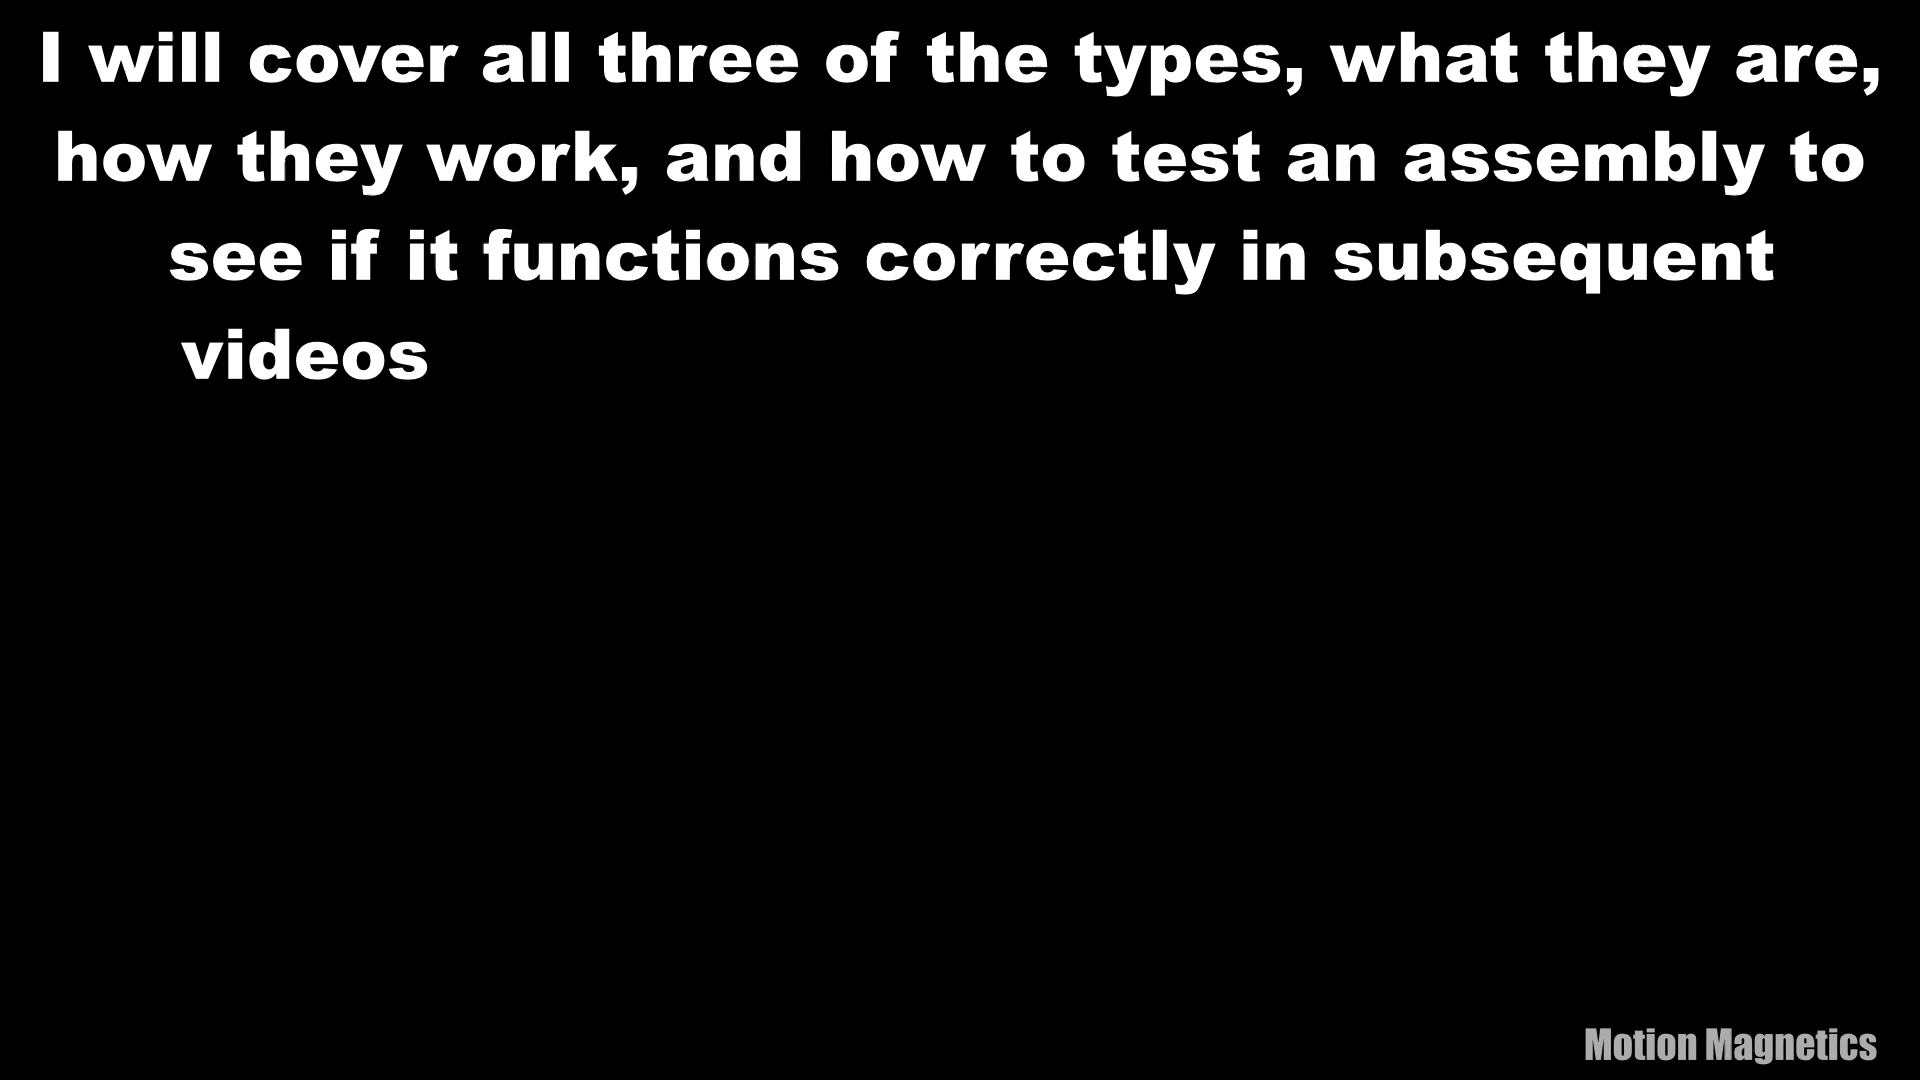 I will cover all three of the types, what they are,
how they work, and how to test an assembly to
see if it functions correctly in subsequent
videos
Motion Magnetics